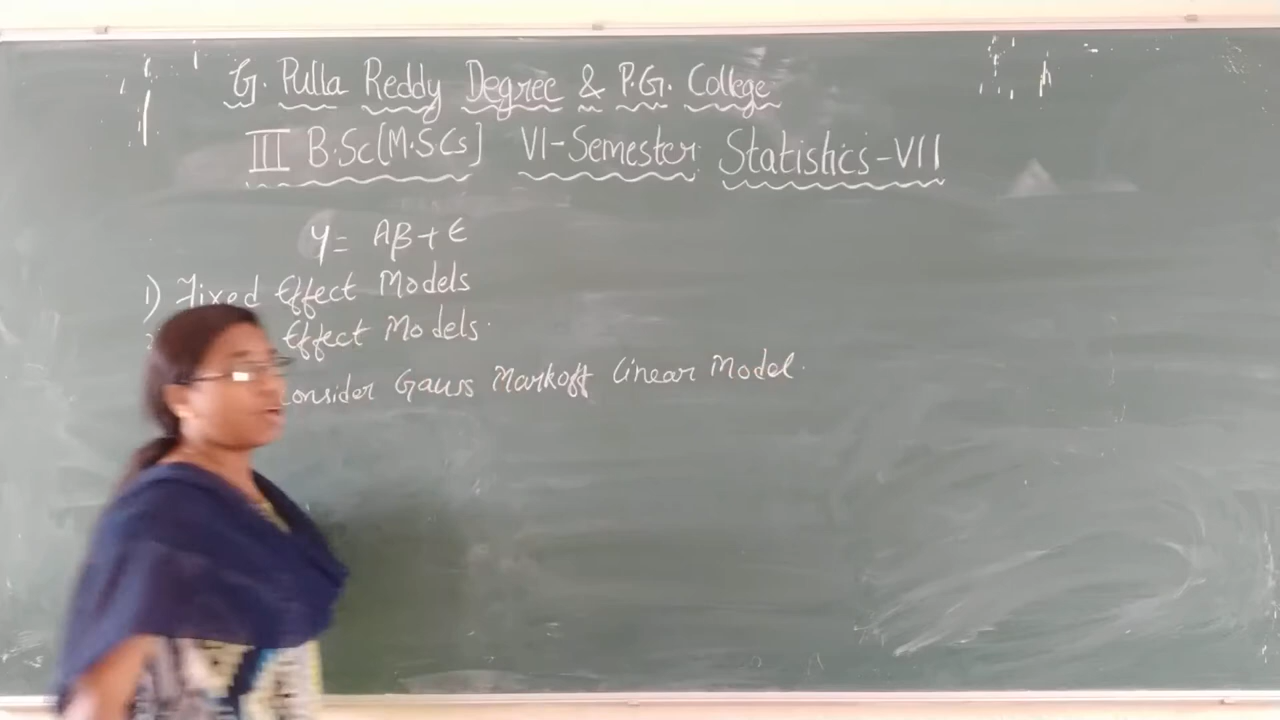 G. Pulla Reddy Degree & P.G. College
III B.Sc[M.SCs] VI-Semester Statistics-VII
y = Aβ + ε
1) Fixed Effect Models
Effect Models.
onsider Gauss Markoff Linear Model.